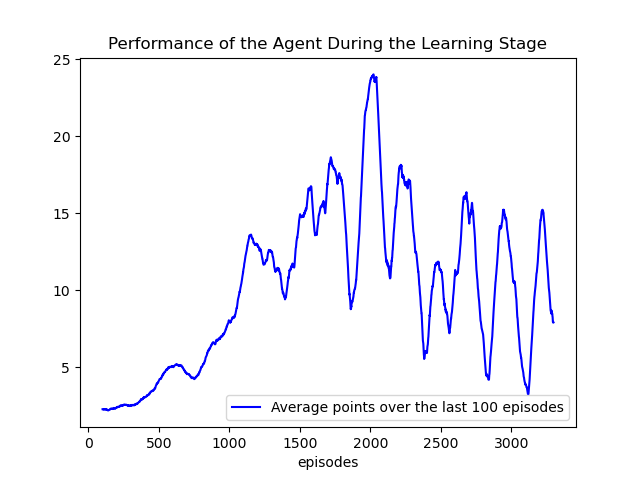 Performance of the Agent During the Learning Stage
25
20
15
10
5
Average points over the last 100 episodes
0 500 1000 1500 2000 2500 3000
episodes